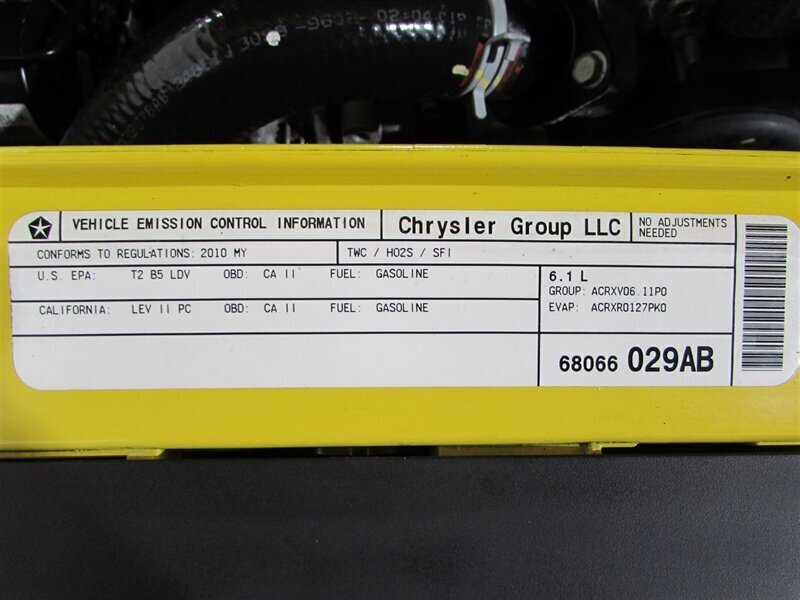 VEHICLE EMISSION CONTROL INFORMATION
Chrysler Group LLC
NO ADJUSTMENTS
NEEDED
CONFORMS TO REGULATIONS: 2010 MY
TWC / HO2S / SFI
U.S. EPA: T2 B5 LDV OBD: CA II FUEL: GASOLINE
6.1 L
GROUP: ACRXV06.11P0
EVAP: ACRXR0127PK0
CALIFORNIA: LEV II PC OBD: CA II FUEL: GASOLINE
68066 029AB